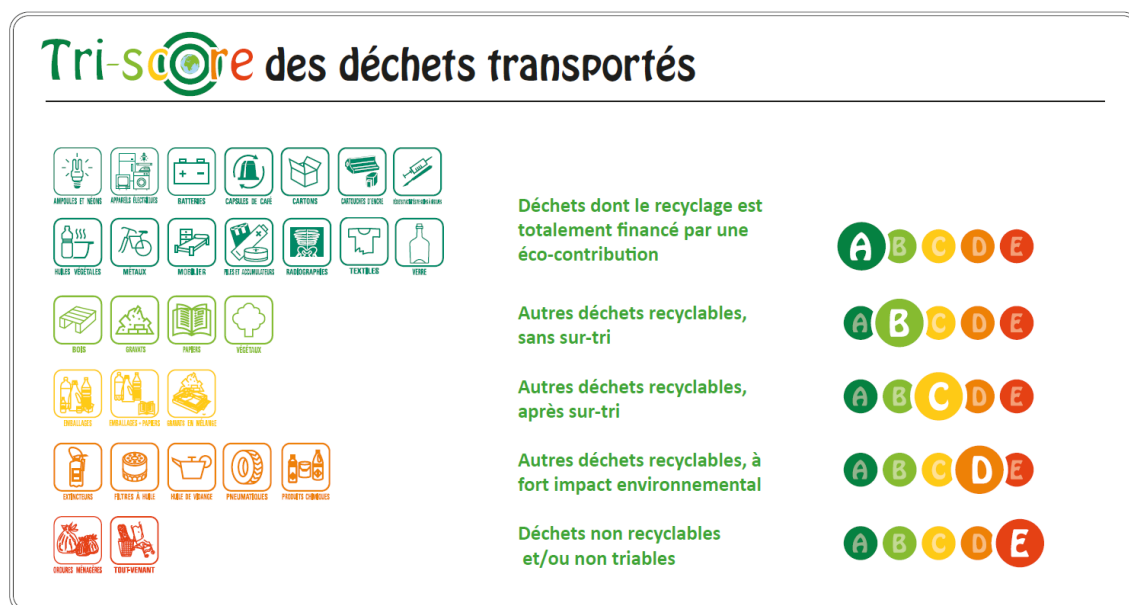 Tri-score des déchets transportés
AMPOULES ET NÉONS APPAREILS ÉLECTRIQUES BATTERIES CAPSULES DE CAFÉ CARTONS CARTOUCHES D'ENCRE
Déchets dont le recyclage est
totalement financé par une
éco-contribution
A B C D E
HUILES VÉGÉTALES MÉTAUX MOBILIER PILES ET ACCUMULATEURS RADIOGRAPHIES TEXTILES VERRE
BOIS GRAVATS PAPIERS VÉGÉTAUX
Autres déchets recyclables,
sans sur-tri
A B C D E
EMBALLAGES EMBALLAGES + PAPIERS GRAVATS EN MÉLANGE
Autres déchets recyclables,
après sur-tri
A B C D E
EXTINCTEURS FILTRES À HUILE HUILE DE VIDANGE PNEUMATIQUES PRODUITS CHIMIQUES
Autres déchets recyclables, à
fort impact environnemental
A B C D E
ORDURES MÉNAGÈRES TOUT-VENANT
Déchets non recyclables
et/ou non triables
A B C D E